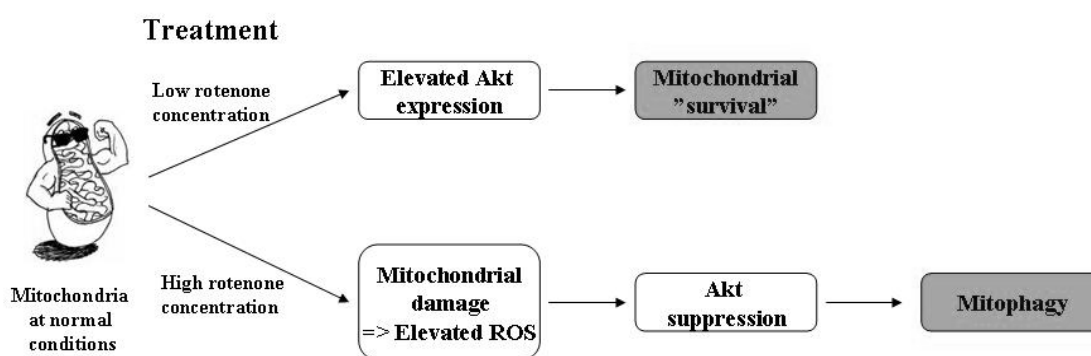 Treatment
Low rotenone
concentration
Elevated Akt
expression
Mitochondrial
”survival”
High rotenone
concentration
Mitochondrial
damage
=> Elevated ROS
Akt
suppression
Mitophagy
Mitochondria
at normal
conditions